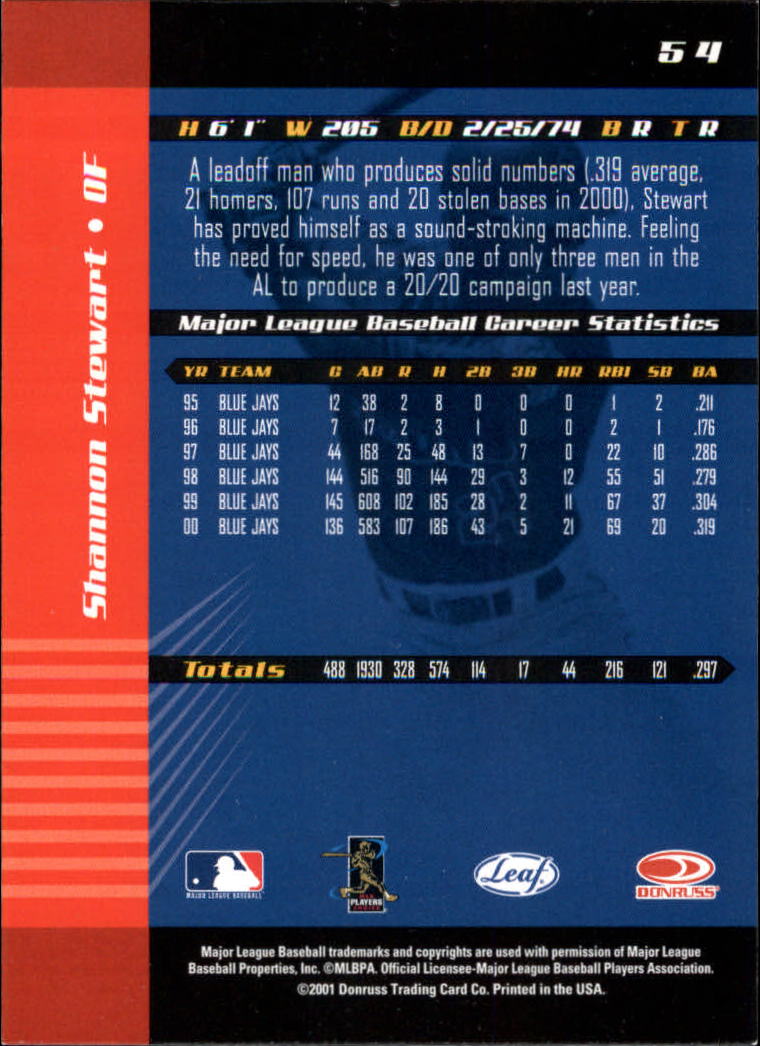 54
H 6' 1" W 205 B/D 2/25/74 B R T R
Shannon Stewart • OF
A leadoff man who produces solid numbers (.319 average,
21 homers, 107 runs and 20 stolen bases in 2000), Stewart
has proved himself as a sound-stroking machine. Feeling
the need for speed, he was one of only three men in the
AL to produce a 20/20 campaign last year.
Major League Baseball Career Statistics
YR TEAM G AB R H 2B 3B HR RBI SB BA
95 BLUE JAYS 12 38 2 8 0 0 0 1 2 .211
96 BLUE JAYS 7 17 2 3 1 0 0 2 1 .176
97 BLUE JAYS 44 168 25 48 13 7 0 22 10 .286
98 BLUE JAYS 144 516 90 144 29 3 12 55 51 .279
99 BLUE JAYS 145 608 102 185 28 2 11 67 37 .304
00 BLUE JAYS 136 583 107 186 43 5 21 69 20 .319
Totals 488 1930 328 574 114 17 44 216 121 .297
MAJOR LEAGUE BASEBALL
PLAYERS
CHOICE
Leaf
DONRUSS
Major League Baseball trademarks and copyrights are used with permission of Major League
Baseball Properties, Inc. ©MLBPA. Official Licensee-Major League Baseball Players Association.
©2001 Donruss Trading Card Co. Printed in the USA.